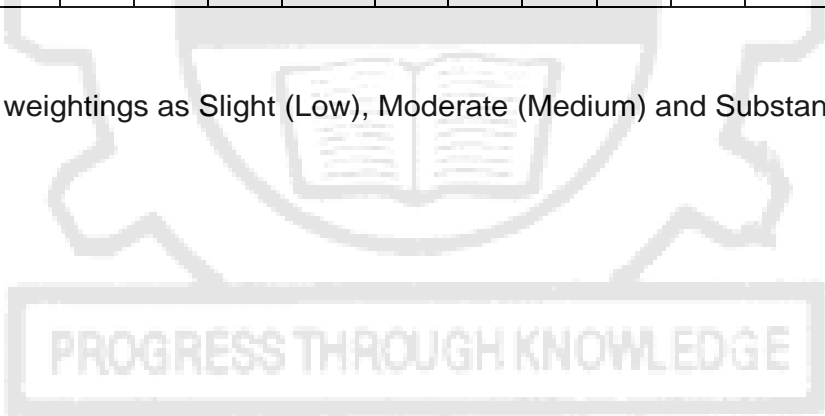 weightings as Slight (Low), Moderate (Medium) and Substan
PROGRESS THROUGH KNOWLEDGE